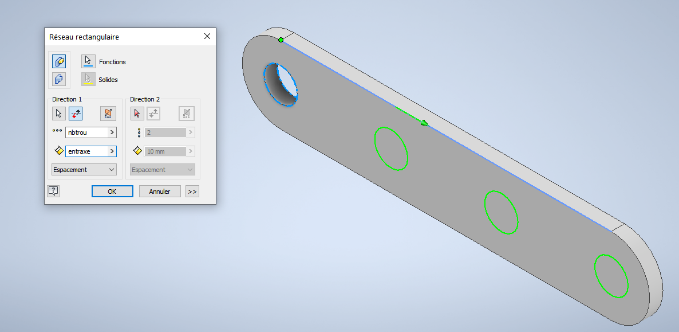 Réseau rectangulaire
Fonctions
Solides
Direction 1
Direction 2
nbtrou
2
entraxe
10 mm
Espacement
Espacement
OK
Annuler
>>